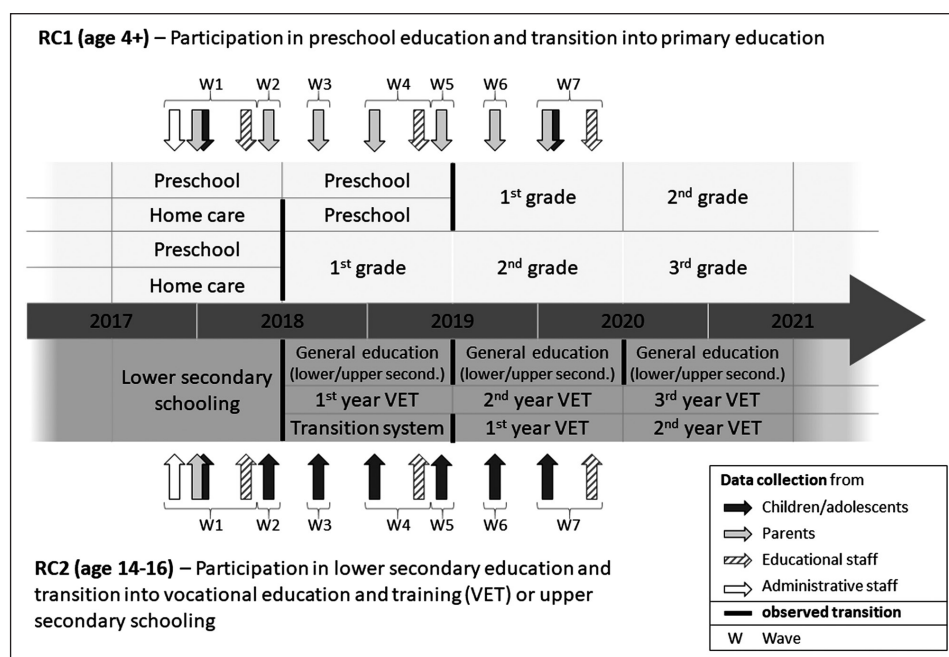 RC1 (age 4+) – Participation in preschool education and transition into primary education
W1 W2 W3 W4 W5 W6 W7
Preschool Preschool 1st grade 2nd grade
Home care Preschool
Preschool 1st grade 2nd grade 3rd grade
Home care
2017 2018 2019 2020 2021
Lower secondary
schooling
General education General education General education
(lower/upper second.) (lower/upper second.) (lower/upper second.)
1st year VET 2nd year VET 3rd year VET
Transition system 1st year VET 2nd year VET
W1 W2 W3 W4 W5 W6 W7
RC2 (age 14-16) – Participation in lower secondary education and
transition into vocational education and training (VET) or upper
secondary schooling
Data collection from
Children/adolescents
Parents
Educational staff
Administrative staff
observed transition
W Wave